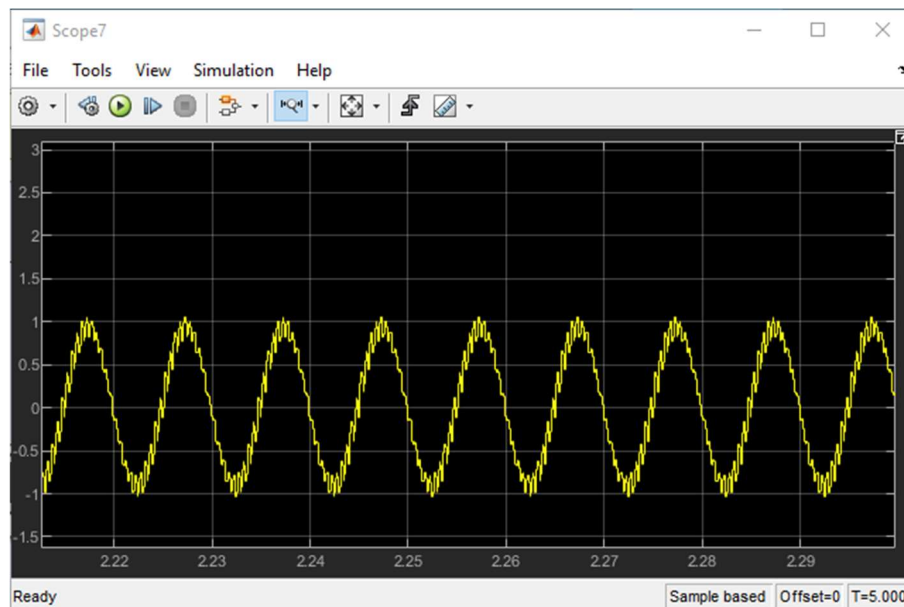 Scope7
File Tools View Simulation Help
3
2.5
2
1.5
1
0.5
0
-0.5
-1
-1.5
2.22 2.23 2.24 2.25 2.26 2.27 2.28 2.29
Ready Sample based Offset=0 T=5.000